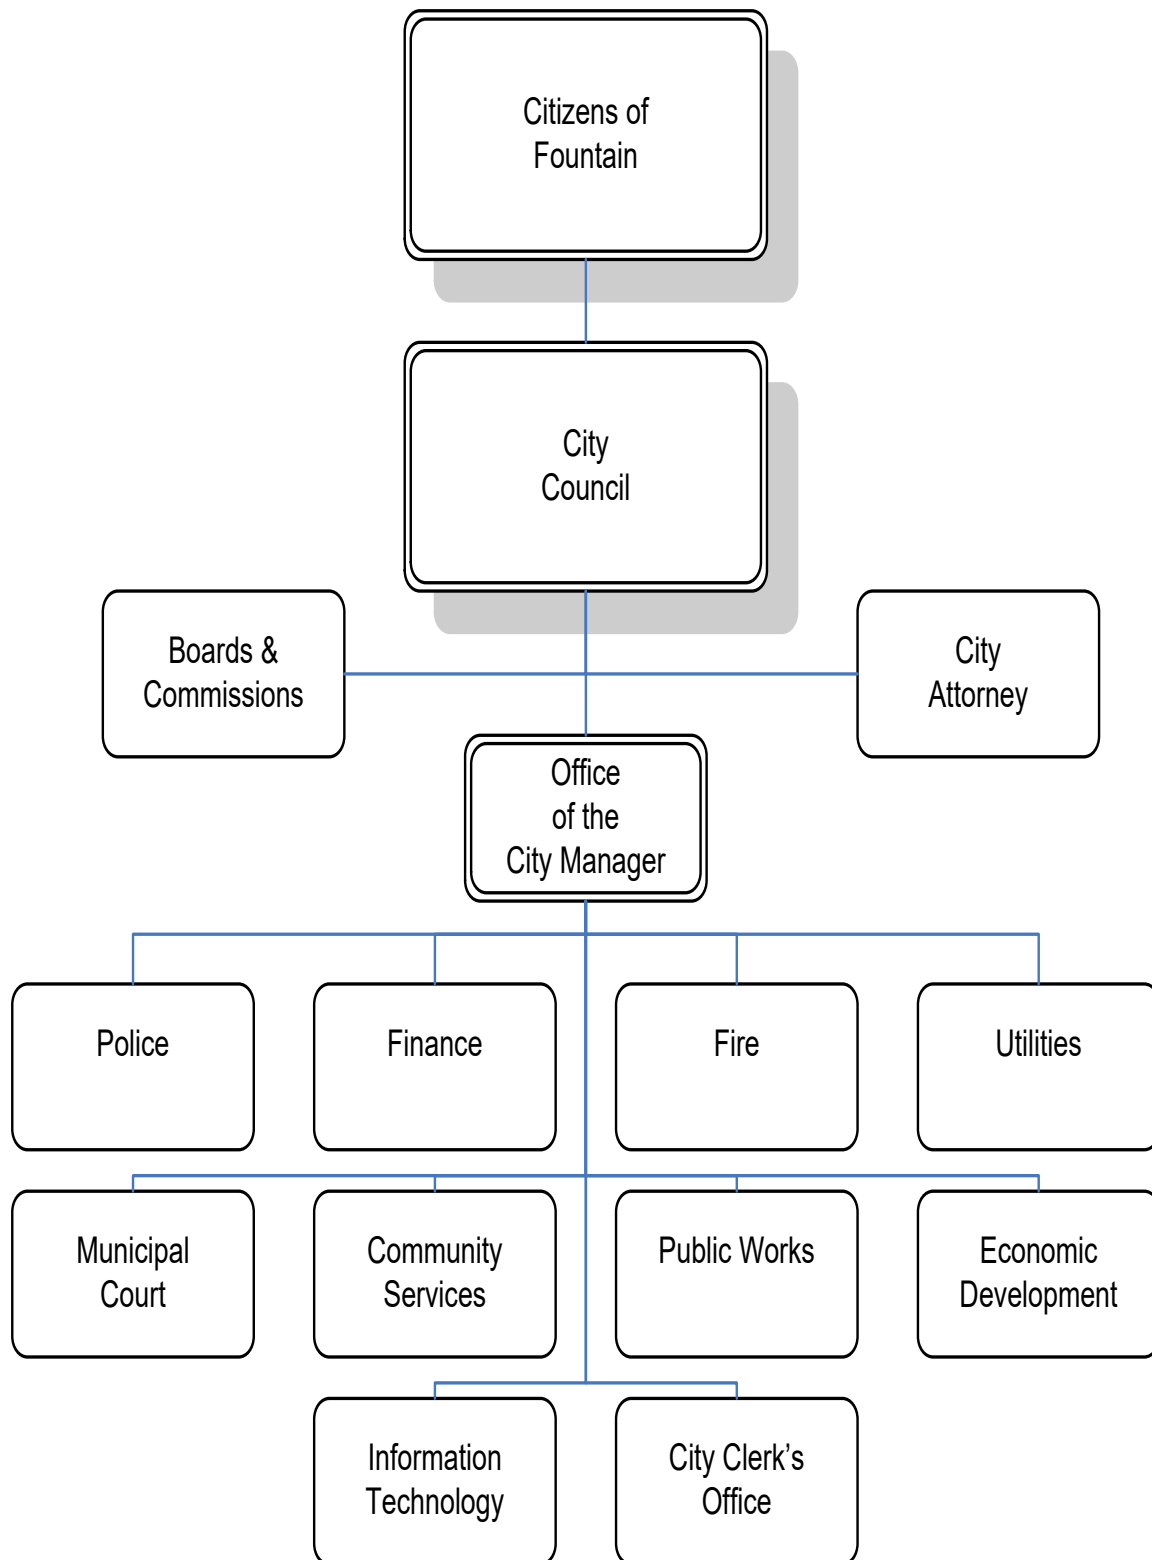 Citizens of
Fountain
City
Council
Boards &
Commissions
City
Attorney
Office
of the
City Manager
Police
Finance
Fire
Utilities
Municipal
Court
Community
Services
Public Works
Economic
Development
Information
Technology
City Clerk’s
Office